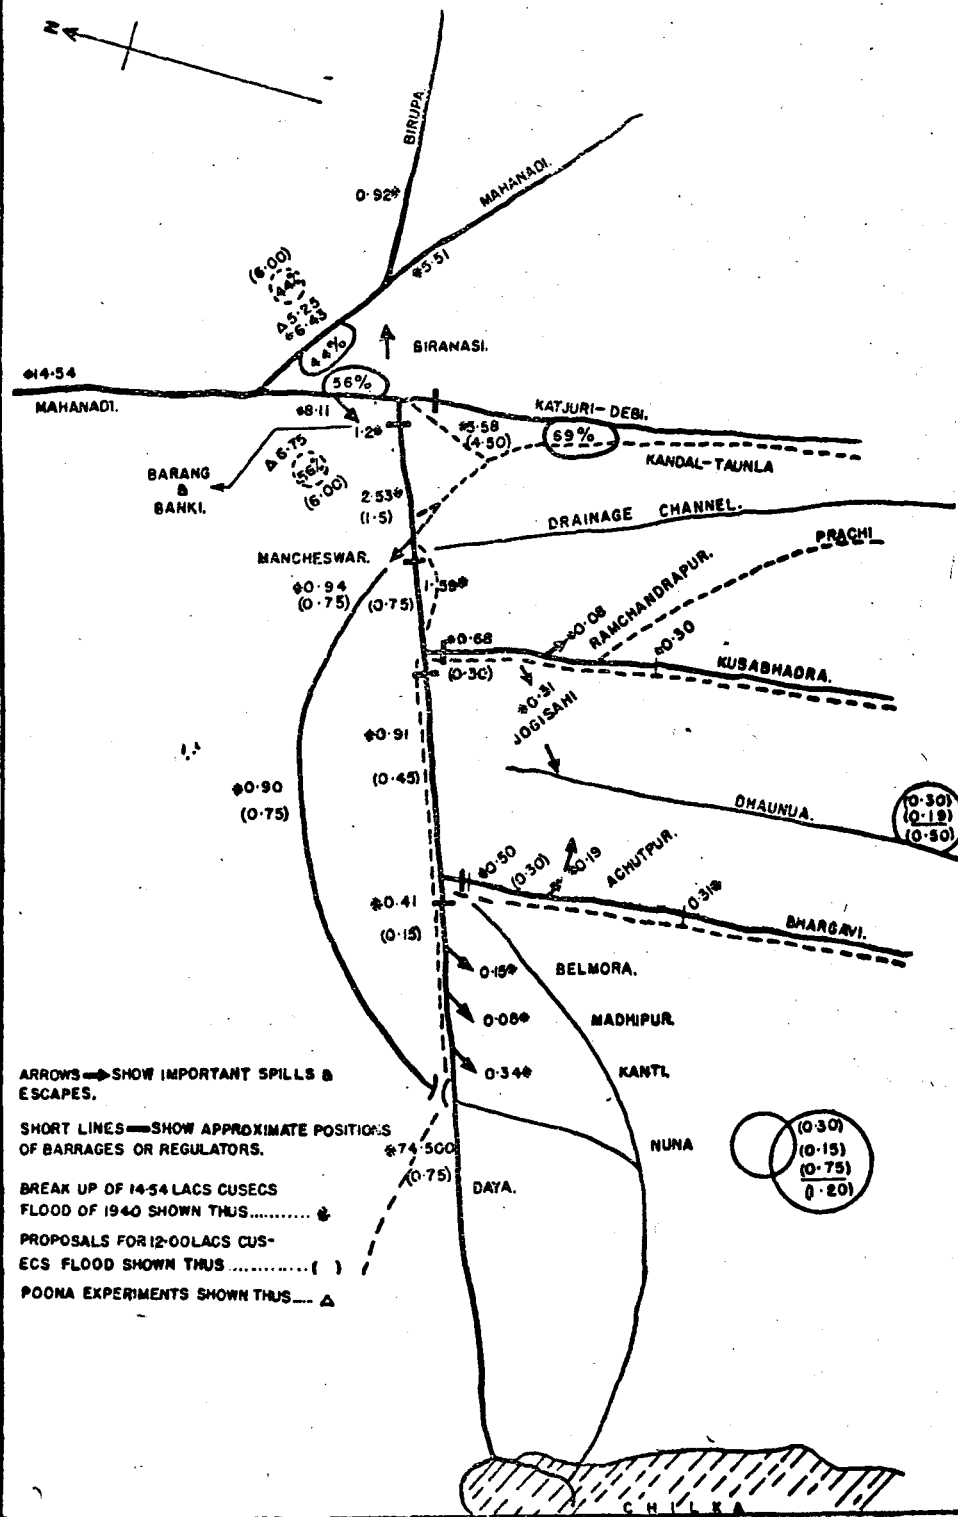 N
BIRUPA.
MAHANADI.
0.92*
*5.51
(6.00)
44%
Δ5.25
*6.43
44%
BIRANASI.
*14.54
MAHANADI.
56%
*8.11
1.2*
KATJURI-DEBI.
*5.58
(4.50)
69%
KANDAL-TAUNLA
Δ6.75
56%
(6.00)
BARANG
&
BANKI.
2.53*
(1.5)
DRAINAGE CHANNEL.
PRACHI
MANCHESWAR.
*0.94
(0.75)
(0.75)
1.59*
*0.08
RAMCHANDRAPUR.
*0.68
(0.30)
0.30
KUSABHADRA.
*0.31
JOGISAHI
*0.91
(0.45)
*0.90
(0.75)
DHAUNUA.
(0.30)
(0.19)
(0.50)
*0.50
(0.30)
*0.19
ACHUTPUR.
0.31*
BHARGAVI.
*0.41
(0.15)
0.15*
BELMORA.
0.08*
MADHIPUR.
0.34*
KANTI.
NUNA
ARROWS SHOW IMPORTANT SPILLS &
ESCAPES.
SHORT LINES SHOW APPROXIMATE POSITIONS
OF BARRAGES OR REGULATORS.
*74.500
(0.75)
DAYA.
BREAK UP OF 14.54 LACS CUSECS
FLOOD OF 1940 SHOWN THUS........... *
PROPOSALS FOR 12.00 LACS CUS-
ECS FLOOD SHOWN THUS ............. ( )
POONA EXPERIMENTS SHOWN THUS.... Δ
(0.30)
(0.15)
(0.75)
(1.20)
CHILKA